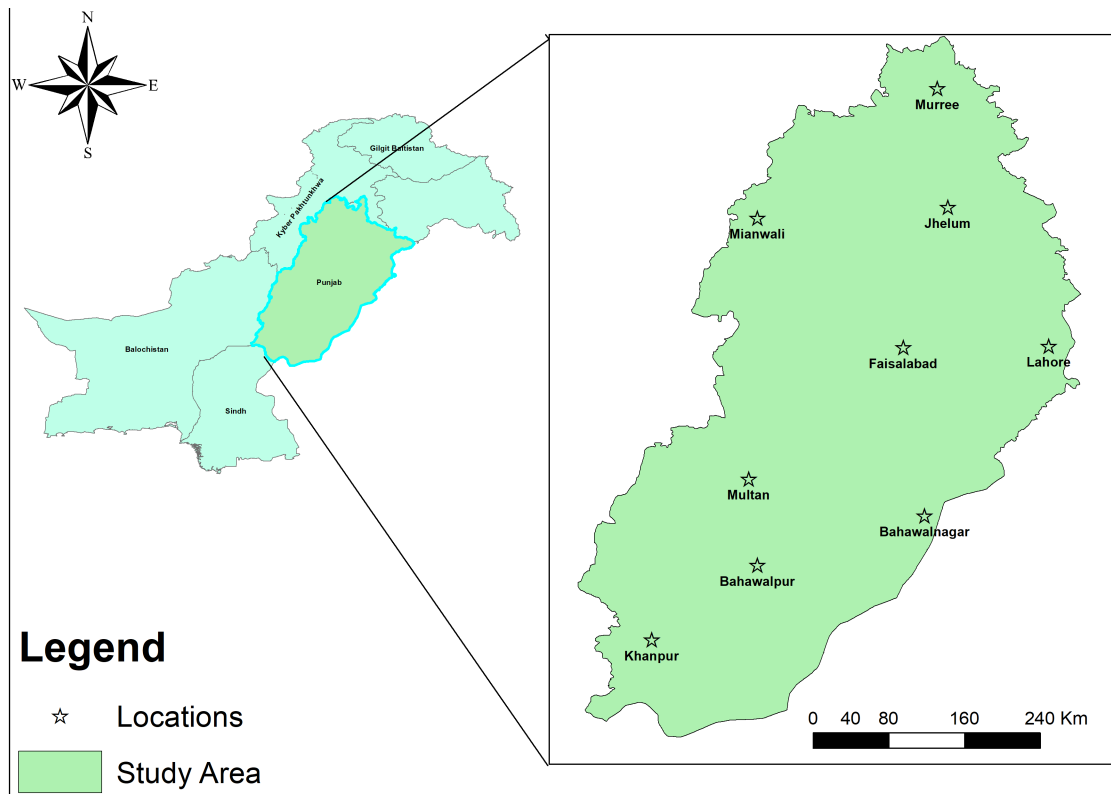 N
W
E
S
Gilgit Baltistan
Kyber Pakhtunkhwa
Punjab
Balochistan
Sindh
Murree
Mianwali
Jhelum
Faisalabad
Lahore
Multan
Bahawalnagar
Bahawalpur
Khanpur
0 40 80 160 240 Km
Legend
Locations
Study Area